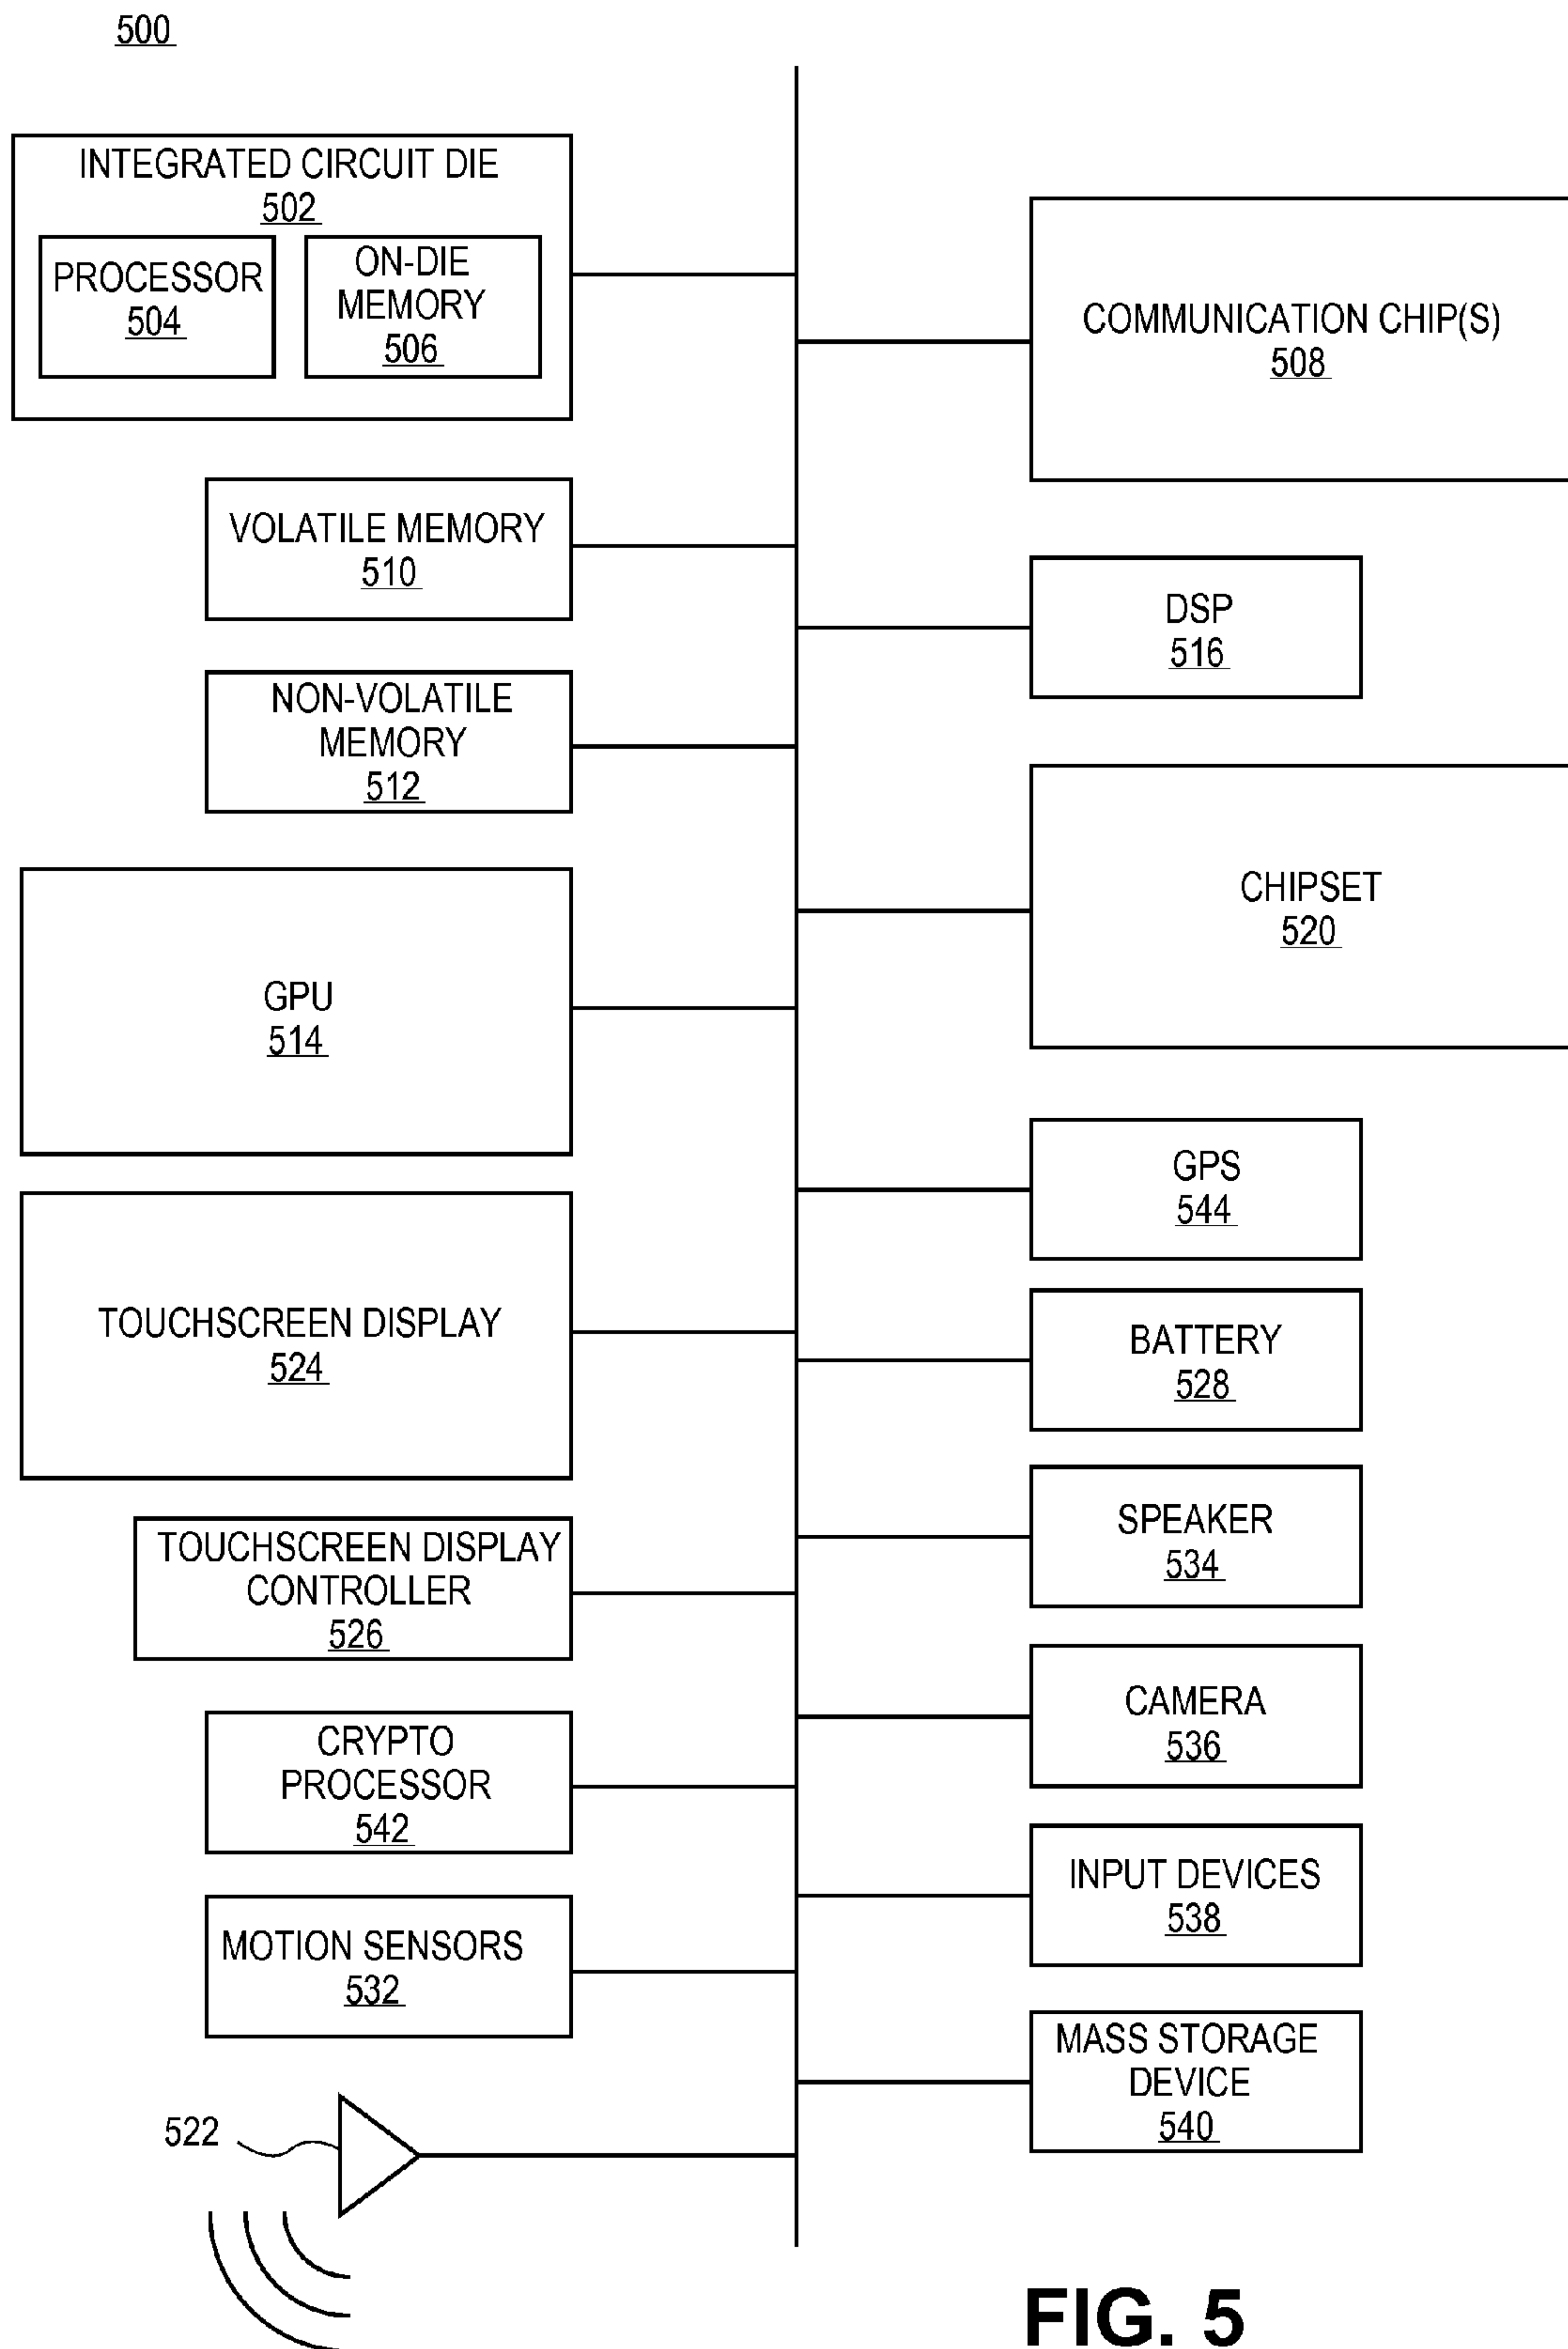 500
INTEGRATED CIRCUIT DIE
502
PROCESSOR
504
ON-DIE
MEMORY
506
VOLATILE MEMORY
510
NON-VOLATILE
MEMORY
512
GPU
514
TOUCHSCREEN DISPLAY
524
TOUCHSCREEN DISPLAY
CONTROLLER
526
CRYPTO
PROCESSOR
542
MOTION SENSORS
532
522
COMMUNICATION CHIP(S)
508
DSP
516
CHIPSET
520
GPS
544
BATTERY
528
SPEAKER
534
CAMERA
536
INPUT DEVICES
538
MASS STORAGE
DEVICE
540
FIG. 5